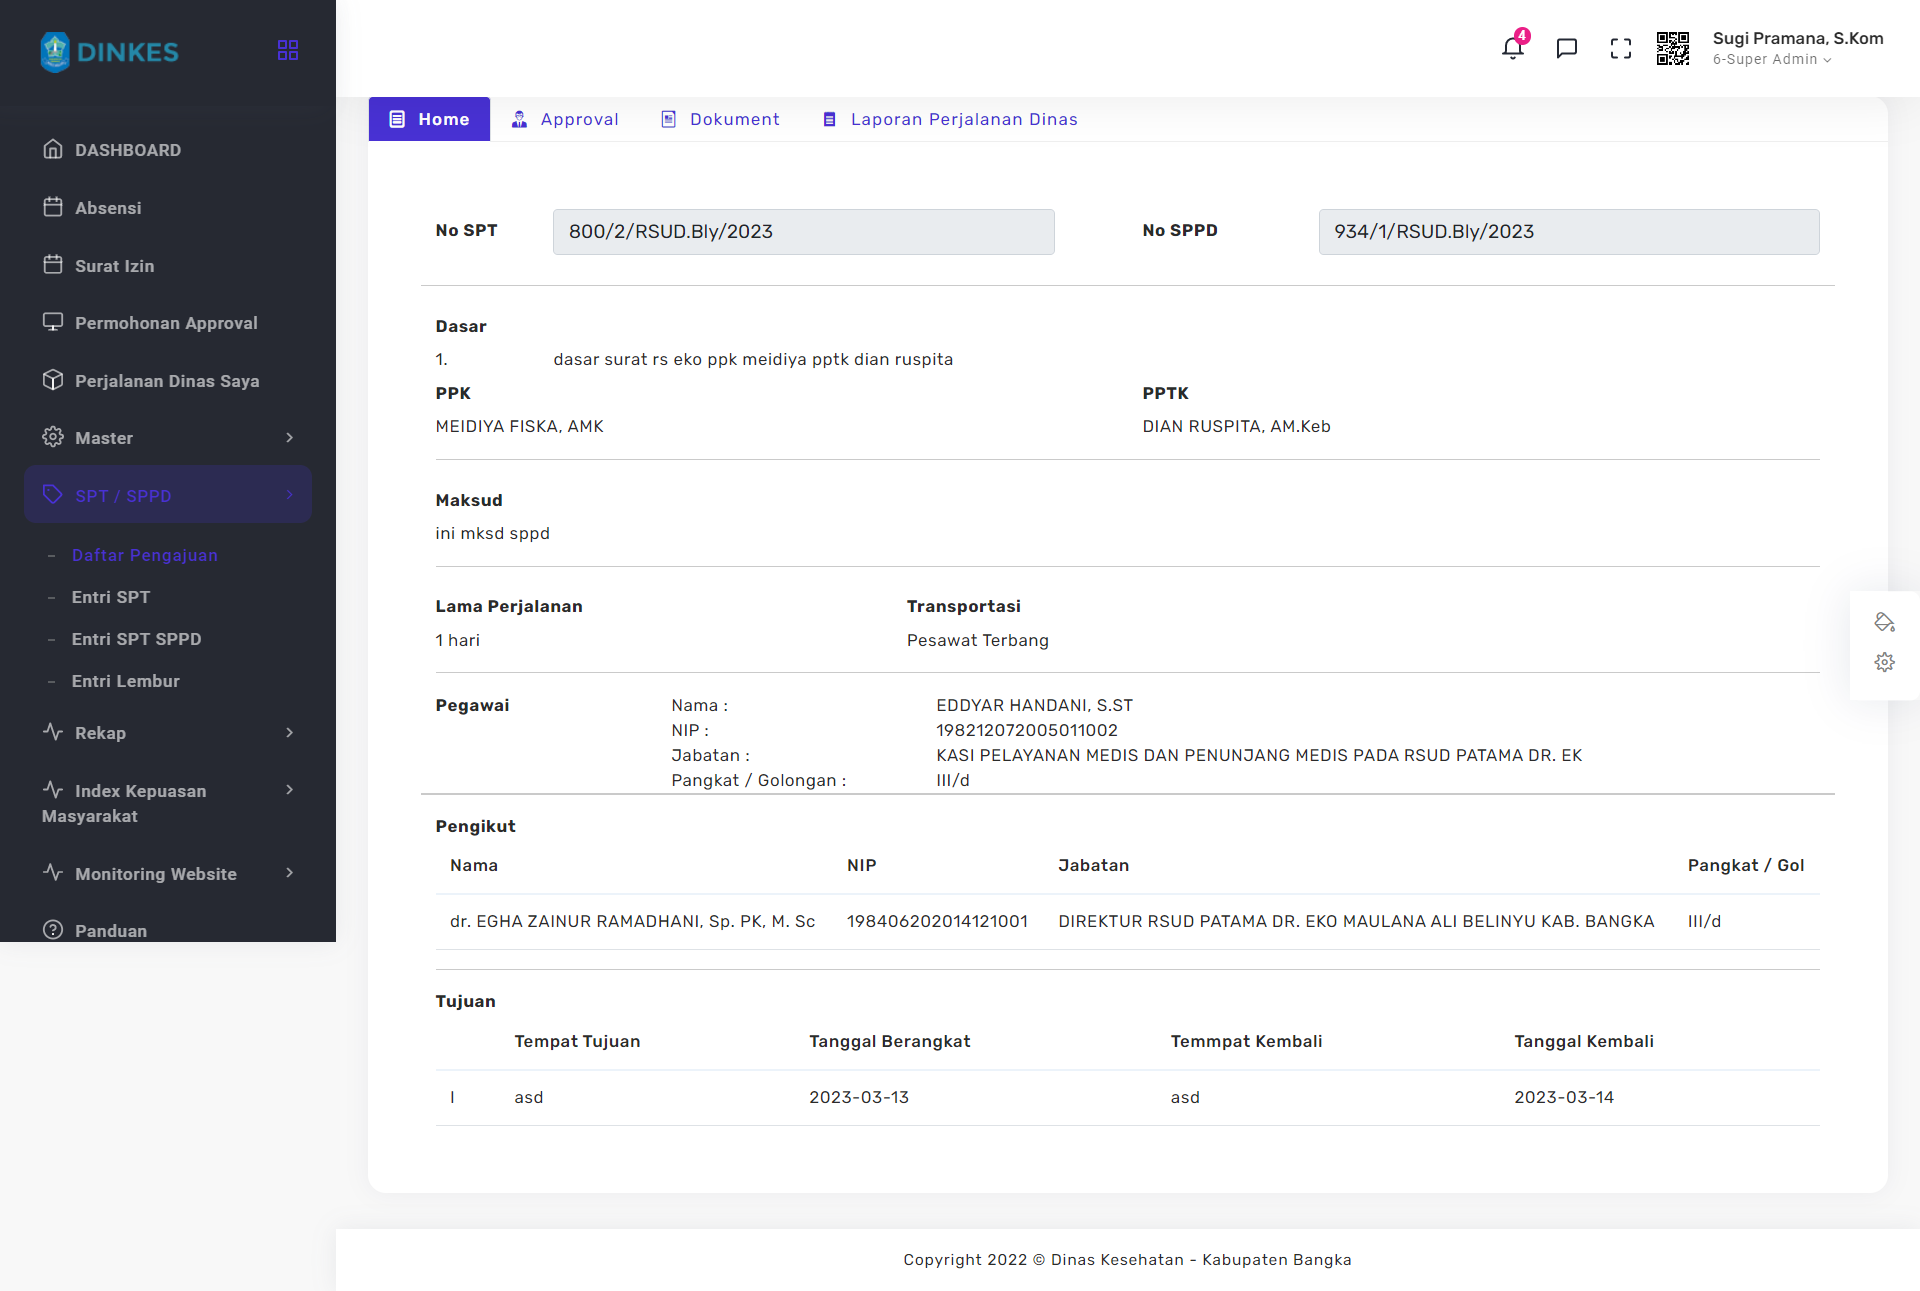 DINKES
4
Sugi Pramana, S.Kom
6-Super Admin
DASHBOARD
Absensi
Surat Izin
Permohonan Approval
Perjalanan Dinas Saya
Master
SPT / SPPD
- Daftar Pengajuan
- Entri SPT
- Entri SPT SPPD
- Entri Lembur
Rekap
Index Kepuasan
Masyarakat
Monitoring Website
Panduan
Home Approval Dokument Laporan Perjalanan Dinas
No SPT 800/2/RSUD.Bly/2023 No SPPD 934/1/RSUD.Bly/2023
Dasar
1. dasar surat rs eko ppk meidiya pptk dian ruspita
PPK PPTK
MEIDIYA FISKA, AMK DIAN RUSPITA, AM.Keb
Maksud
ini mksd sppd
Lama Perjalanan Transportasi
1 hari Pesawat Terbang
Pegawai Nama : EDDYAR HANDANI, S.ST
NIP : 198212072005011002
Jabatan : KASI PELAYANAN MEDIS DAN PENUNJANG MEDIS PADA RSUD PATAMA DR. EK
Pangkat / Golongan : III/d
Pengikut
Nama NIP Jabatan Pangkat / Gol
dr. EGHA ZAINUR RAMADHANI, Sp. PK, M. Sc 198406202014121001 DIREKTUR RSUD PATAMA DR. EKO MAULANA ALI BELINYU KAB. BANGKA III/d
Tujuan
Tempat Tujuan Tanggal Berangkat Temmpat Kembali Tanggal Kembali
I asd 2023-03-13 asd 2023-03-14
Copyright 2022 © Dinas Kesehatan - Kabupaten Bangka